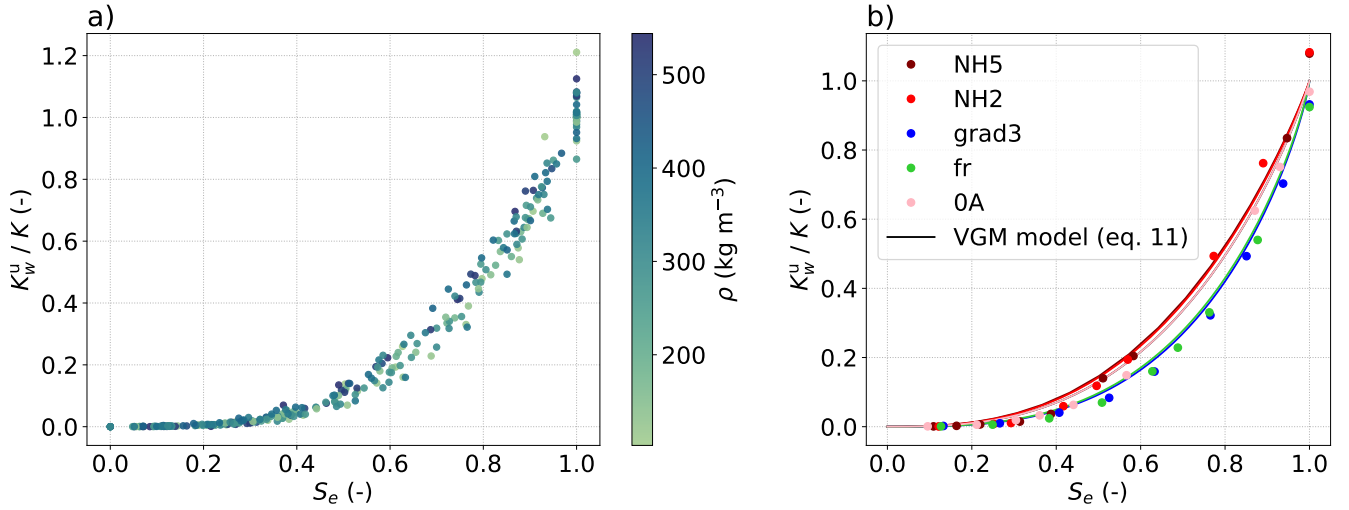 a)
1.2
1.0
0.8
0.6
0.4
0.2
0.0
K_w^u / K (-)
0.0 0.2 0.4 0.6 0.8 1.0
S_e (-)
500
400
300
200
ρ (kg m⁻³)
b)
1.0
0.8
0.6
0.4
0.2
0.0
K_w^u / K (-)
NH5
NH2
grad3
fr
0A
VGM model (eq. 11)
0.0 0.2 0.4 0.6 0.8 1.0
S_e (-)